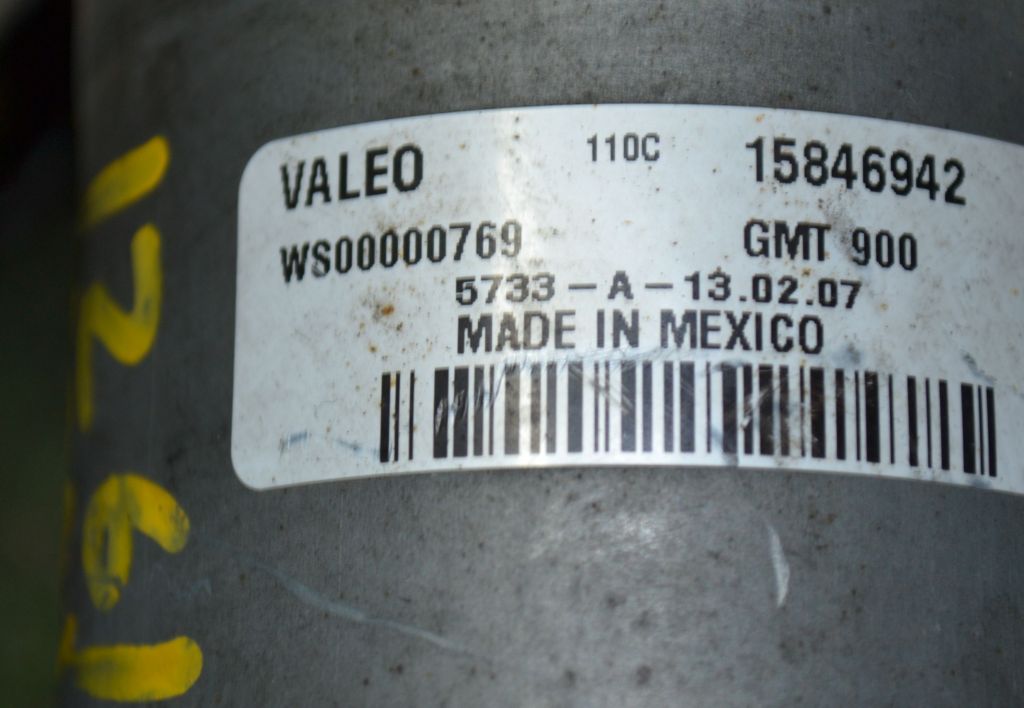 VALEO 110C 15846942
WS00000769 GMT 900
5733-A-13.02.07
MADE IN MEXICO